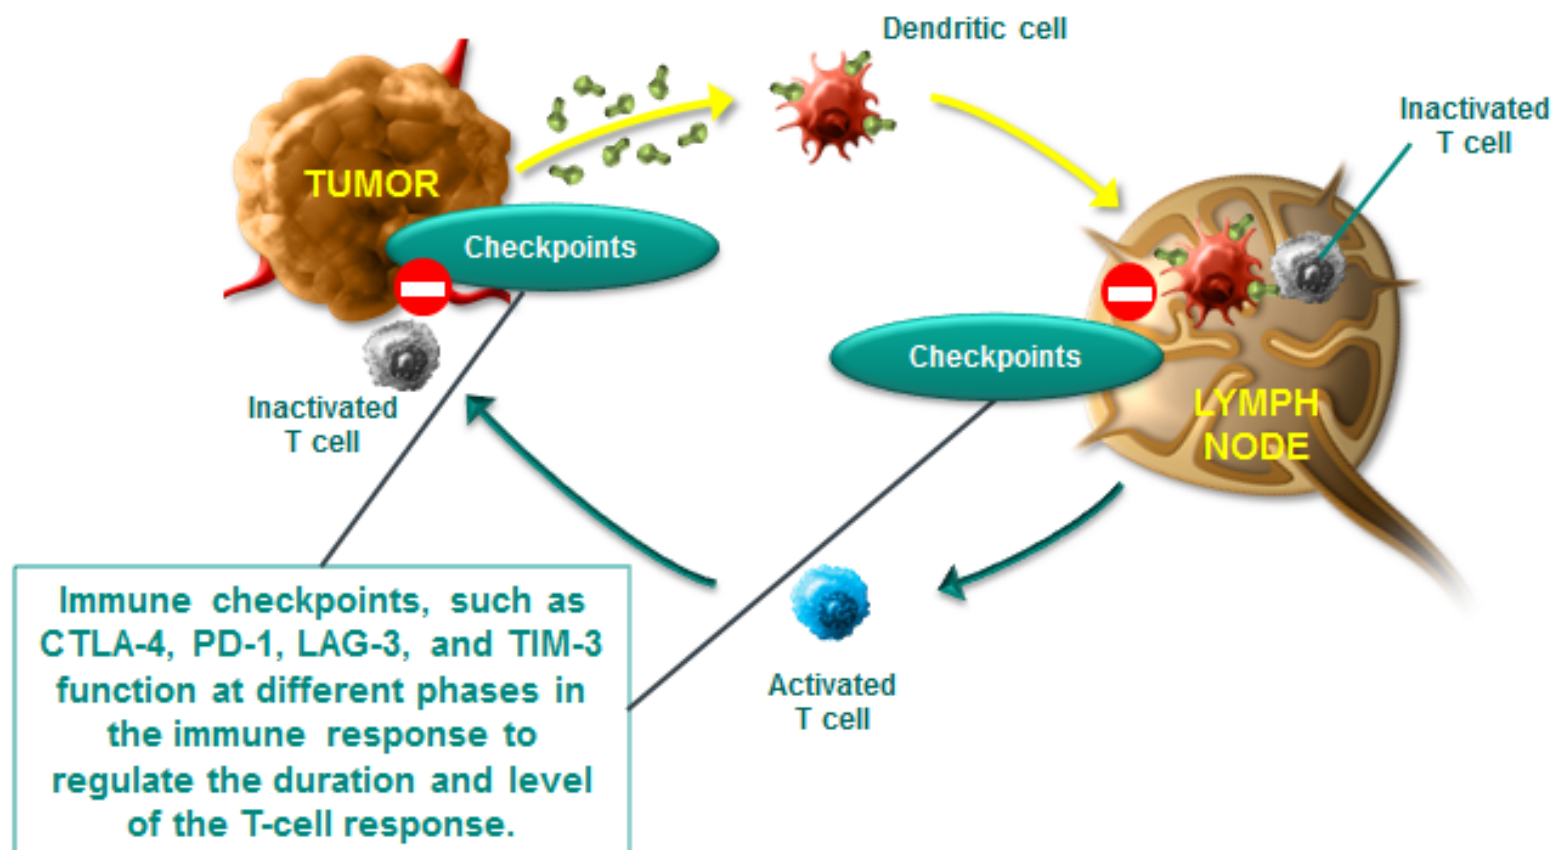 Dendritic cell
Inactivated
T cell
TUMOR
Checkpoints
Checkpoints
Inactivated
T cell
LYMPH
NODE
Activated
T cell
Immune checkpoints, such as
CTLA-4, PD-1, LAG-3, and TIM-3
function at different phases in
the immune response to
regulate the duration and level
of the T-cell response.